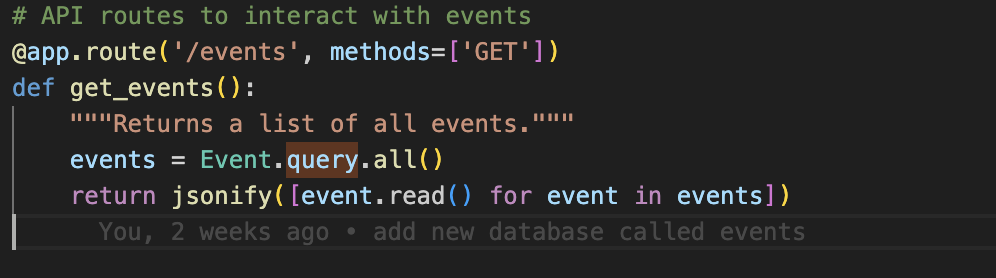 # API routes to interact with events
@app.route('/events', methods=['GET'])
def get_events():
    """Returns a list of all events."""
    events = Event.query.all()
    return jsonify([event.read() for event in events])
You, 2 weeks ago • add new database called events